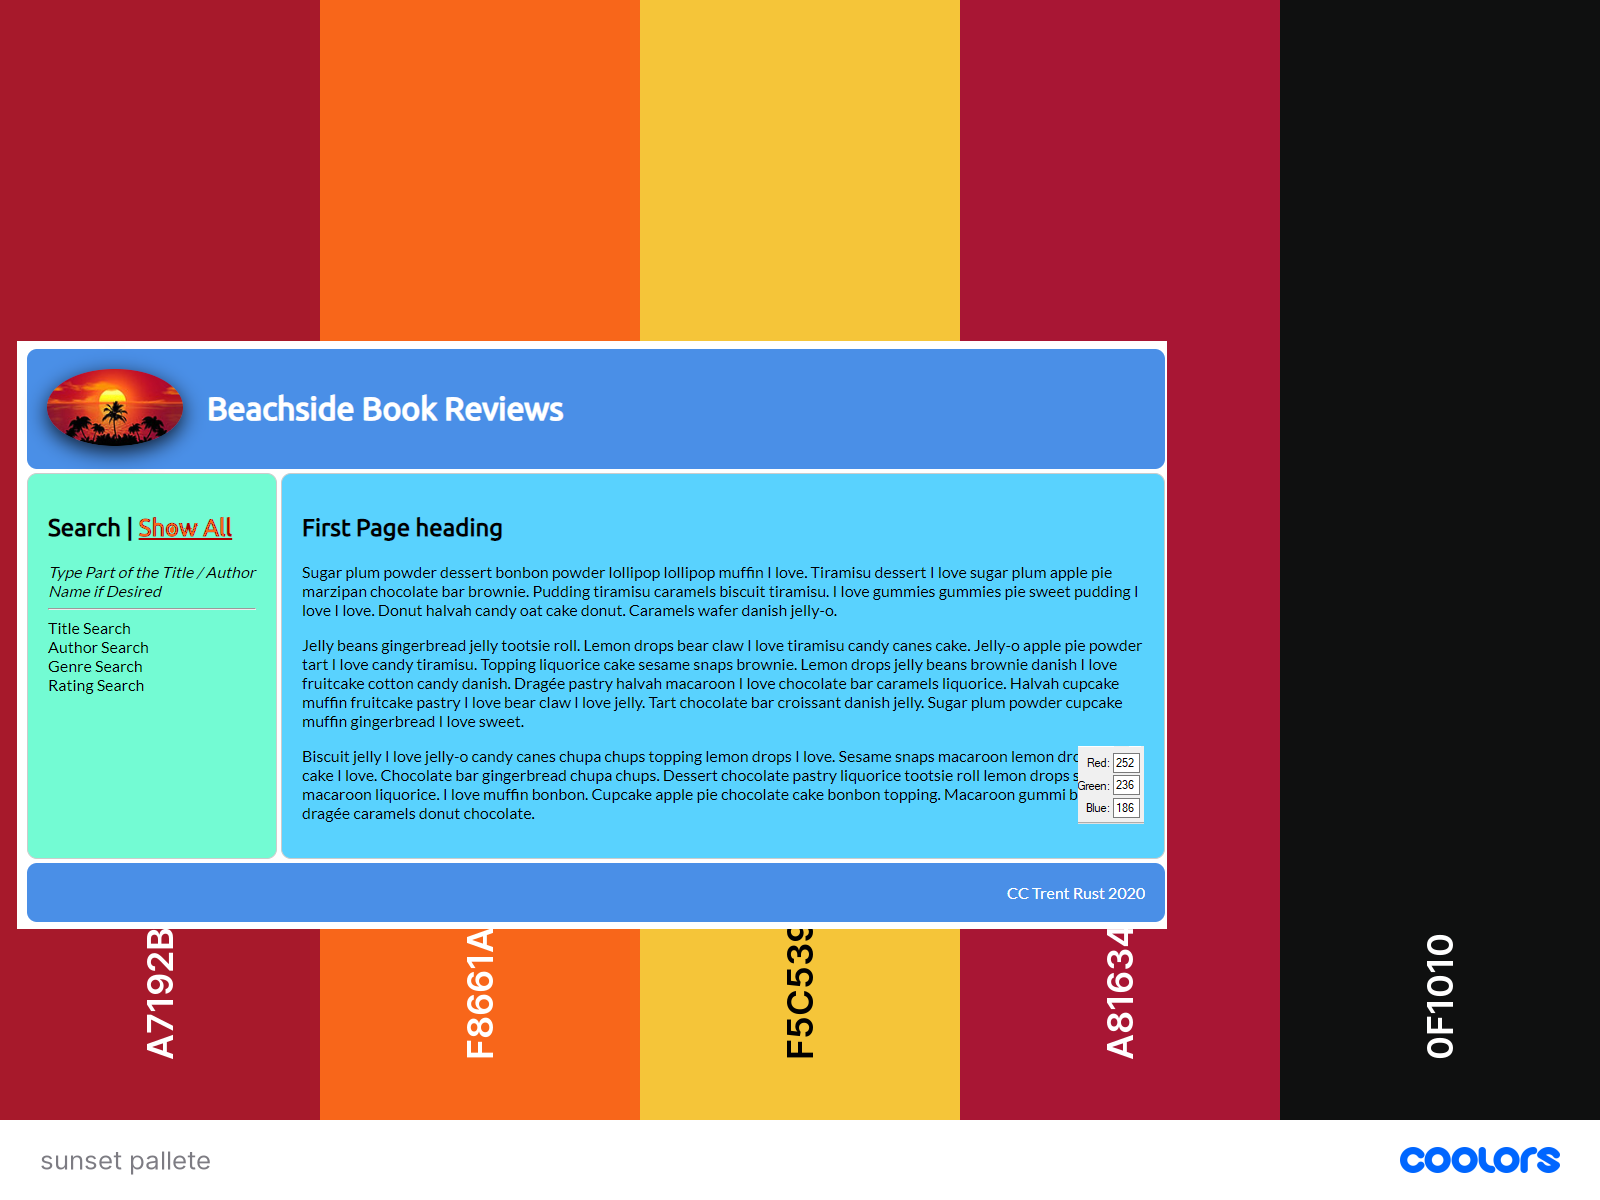 Beachside Book Reviews
Search | Show All
Type Part of the Title / Author
Name if Desired
Title Search
Author Search
Genre Search
Rating Search
First Page heading
Sugar plum powder dessert bonbon powder lollipop lollipop muffin I love. Tiramisu dessert I love sugar plum apple pie
marzipan chocolate bar brownie. Pudding tiramisu caramels biscuit tiramisu. I love gummies gummies pie sweet pudding I
love I love. Donut halvah candy oat cake donut. Caramels wafer danish jelly-o.
Jelly beans gingerbread jelly tootsie roll. Lemon drops bear claw I love tiramisu candy canes cake. Jelly-o apple pie powder
tart I love candy tiramisu. Topping liquorice cake sesame snaps brownie. Lemon drops jelly beans brownie danish I love
fruitcake cotton candy danish. Dragée pastry halvah macaroon I love chocolate bar caramels liquorice. Halvah cupcake
muffin fruitcake pastry I love bear claw I love jelly. Tart chocolate bar croissant danish jelly. Sugar plum powder cupcake
muffin gingerbread I love sweet.
Biscuit jelly I love jelly-o candy canes chupa chups topping lemon drops I love. Sesame snaps macaroon lemon
cake I love. Chocolate bar gingerbread chupa chups. Dessert chocolate pastry liquorice tootsie roll lemon drops
macaroon liquorice. I love muffin bonbon. Cupcake apple pie chocolate cake bonbon topping. Macaroon gummi
dragée caramels donut chocolate.
Red: 252
Green: 236
Blue: 186
CC Trent Rust 2020
A7192B
F8661A
F5C539
A81634
0F1010
sunset pallete
coolors